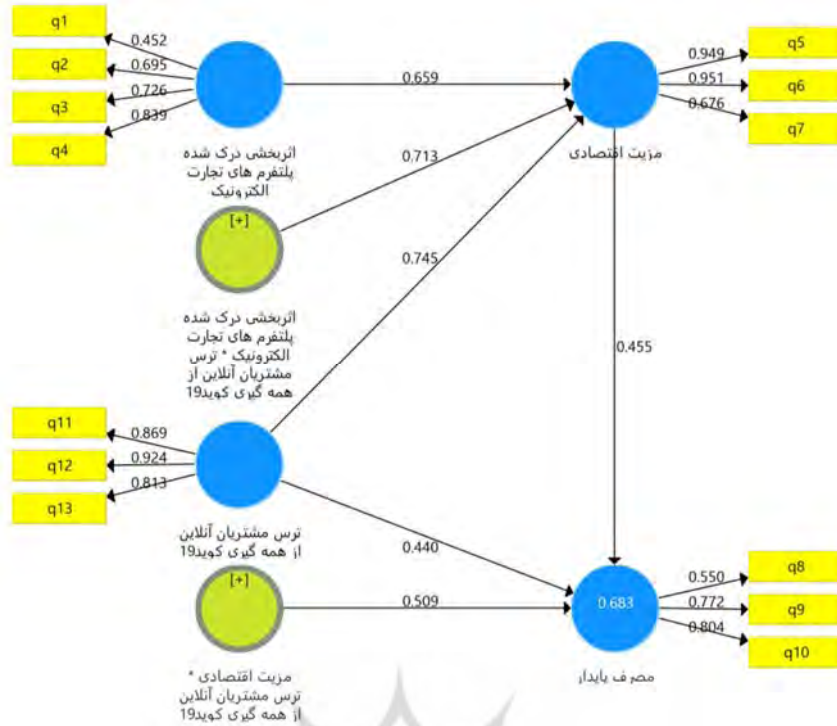 q1
0.452
q2
0.695
q3
0.726
q4
0.839
اثربخشی درک شده
پلتفرم های تجارت
الکترونیک
0.659
q5
0.949
q6
0.951
q7
0.676
مزیت اقتصادی
[+]
0.713
اثربخشی درک شده
پلتفرم های تجارت
الکترونیک * ترس
مشتریان آنلاین از
همه گیری کوید19
0.745
0.455
q11
0.869
q12
0.924
q13
0.813
ترس مشتریان آنلاین
از همه گیری کوید19
0.440
[+]
0.509
مزیت اقتصادی *
ترس مشتریان آنلاین
از همه گیری کوید19
0.683
q8
0.550
q9
0.772
q10
0.804
مصرف پایدار